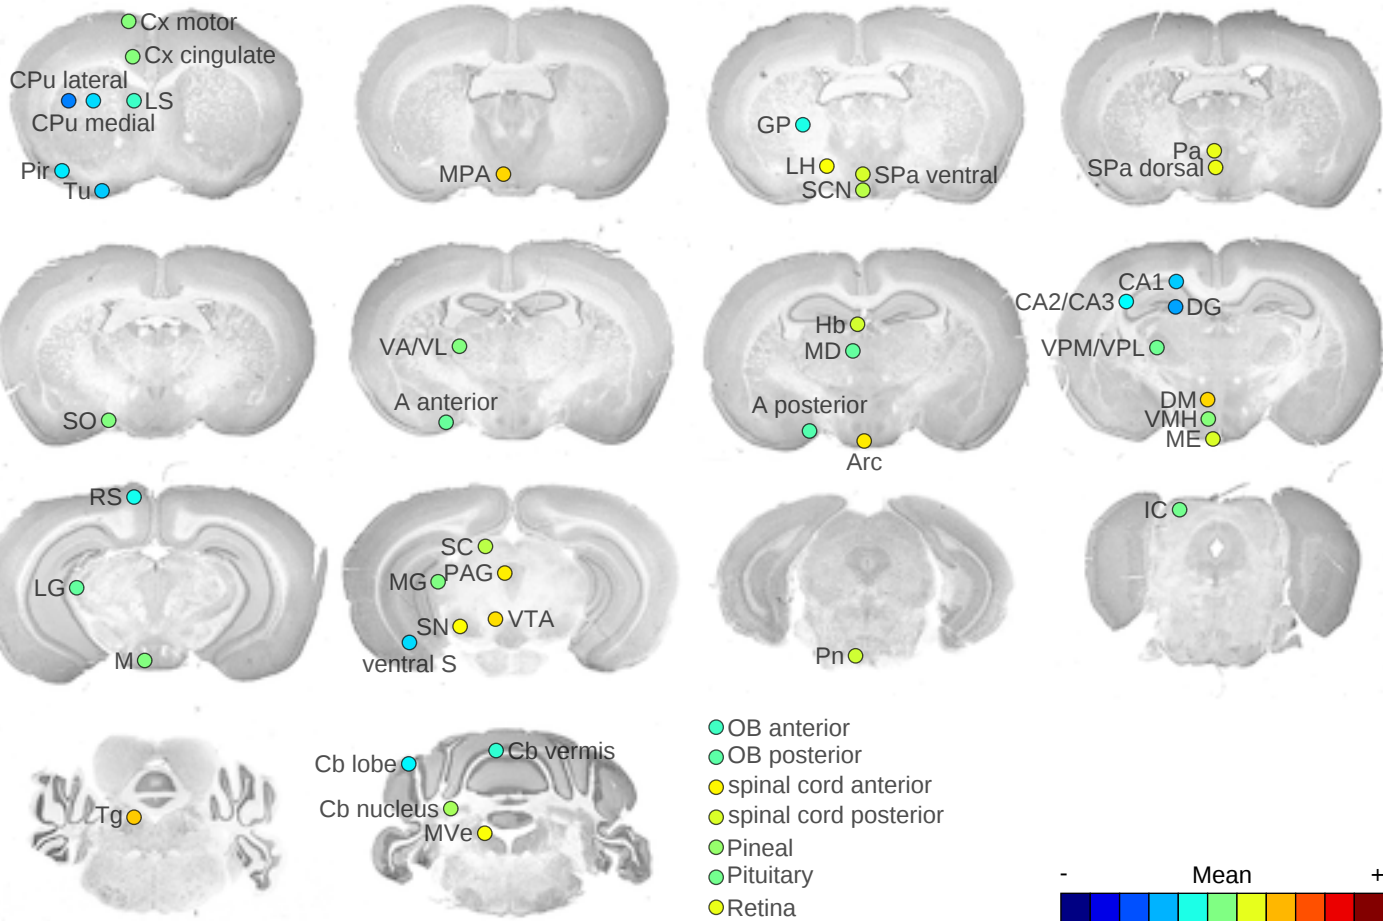 Cx motor
Cx cingulate
CPu lateral
LS
CPu medial
Pir
Tu
MPA
GP
LH
SPa ventral
SCN
Pa
SPa dorsal
SO
VA/VL
A anterior
Hb
MD
A posterior
Arc
CA1
CA2/CA3
DG
VPM/VPL
DM
VMH
ME
RS
LG
M
SC
PAG
MG
SN
VTA
ventral S
Pn
IC
Tg
Cb lobe
Cb vermis
Cb nucleus
MVe
OB anterior
OB posterior
spinal cord anterior
spinal cord posterior
Pineal
Pituitary
Retina
- Mean +